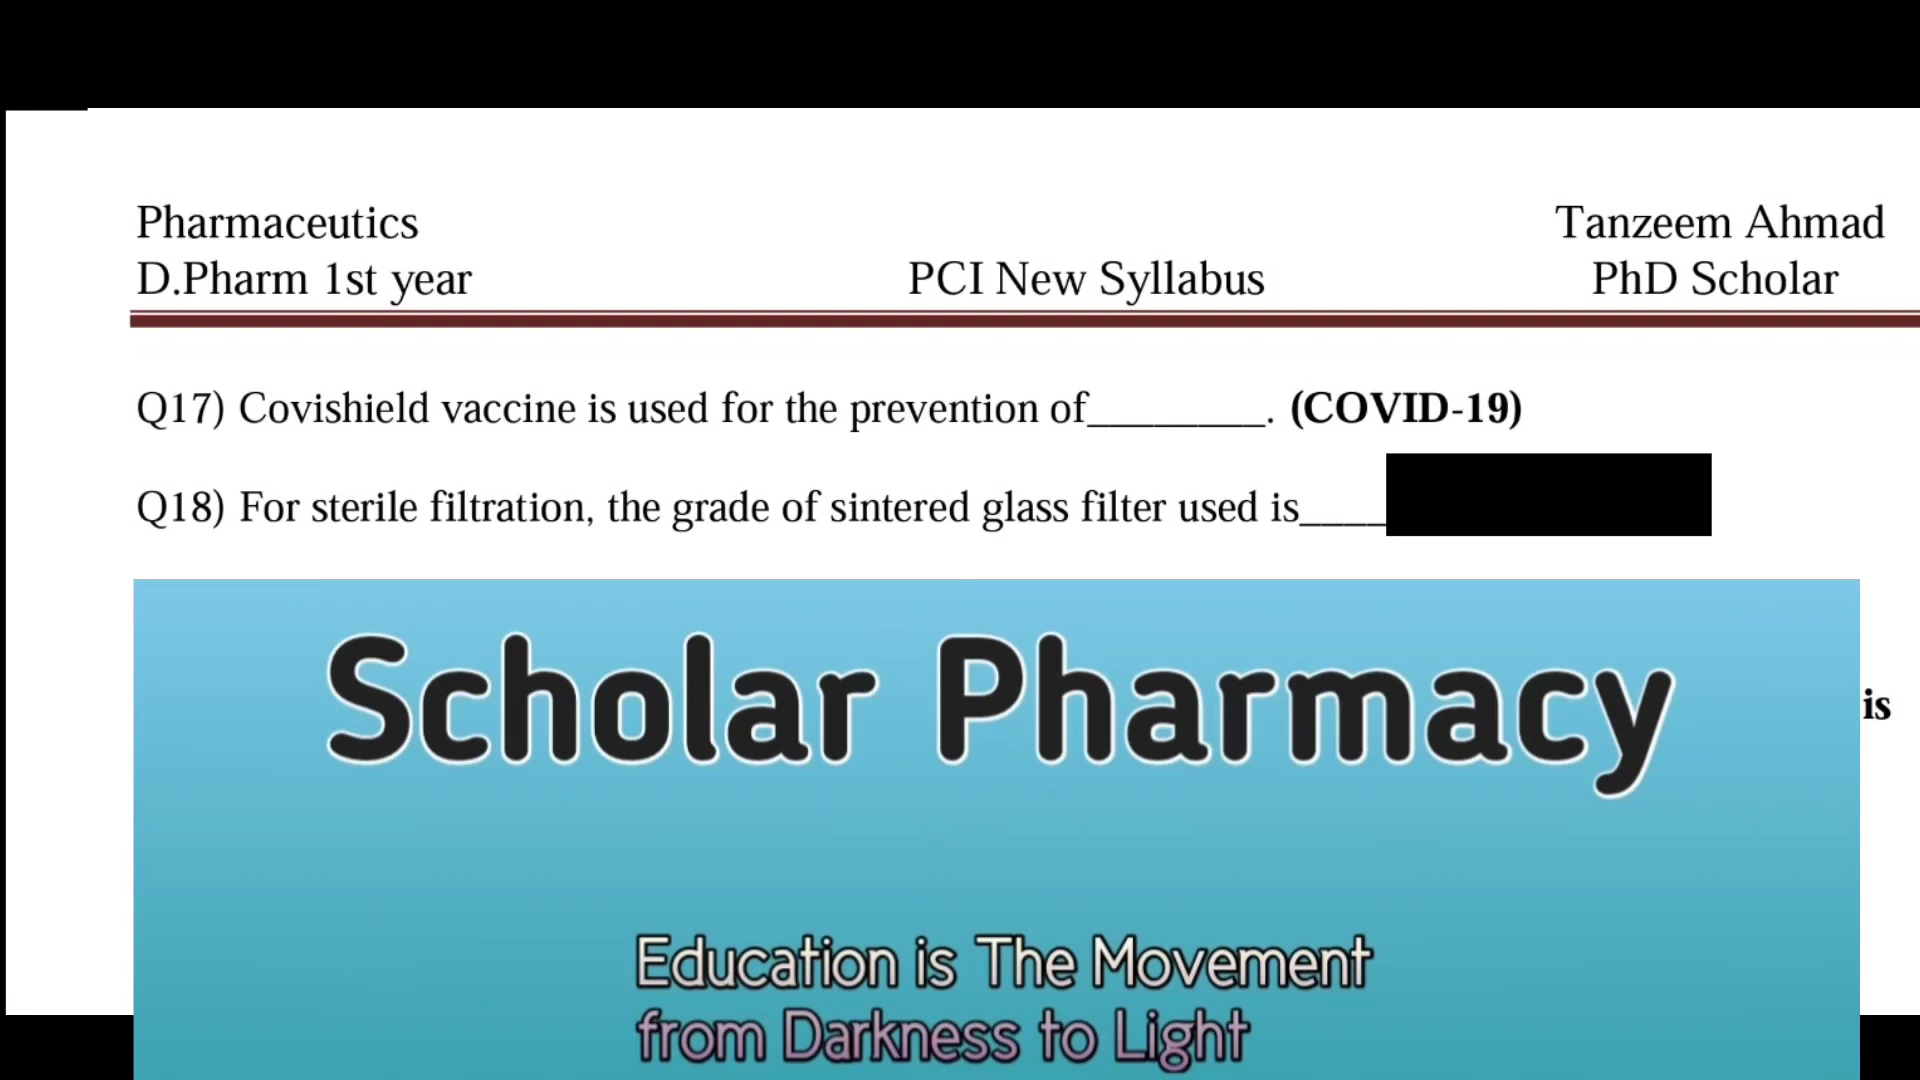 Pharmaceutics
Tanzeem Ahmad
D.Pharm 1st year
PCI New Syllabus
PhD Scholar
Q17) Covishield vaccine is used for the prevention of________. (COVID-19)
Q18) For sterile filtration, the grade of sintered glass filter used is____
Scholar Pharmacy
is
Education is The Movement
from Darkness to Light